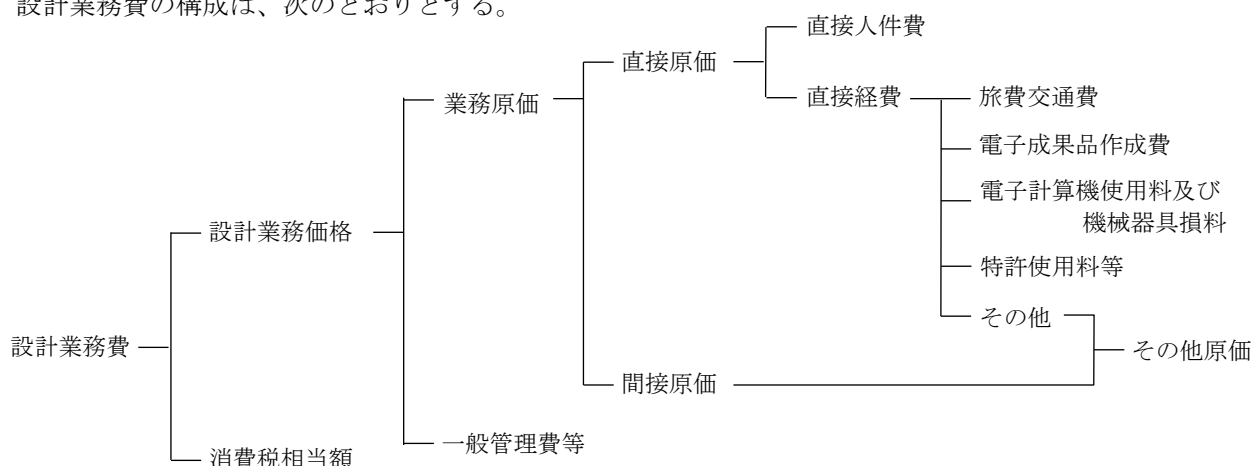 設計業務費の構成は、次のとおりとする。
直接人件費
直接原価
業務原価
直接経費
旅費交通費
電子成果品作成費
電子計算機使用料及び
機械器具損料
設計業務価格
特許使用料等
その他
設計業務費
その他原価
間接原価
一般管理費等
消費税相当額